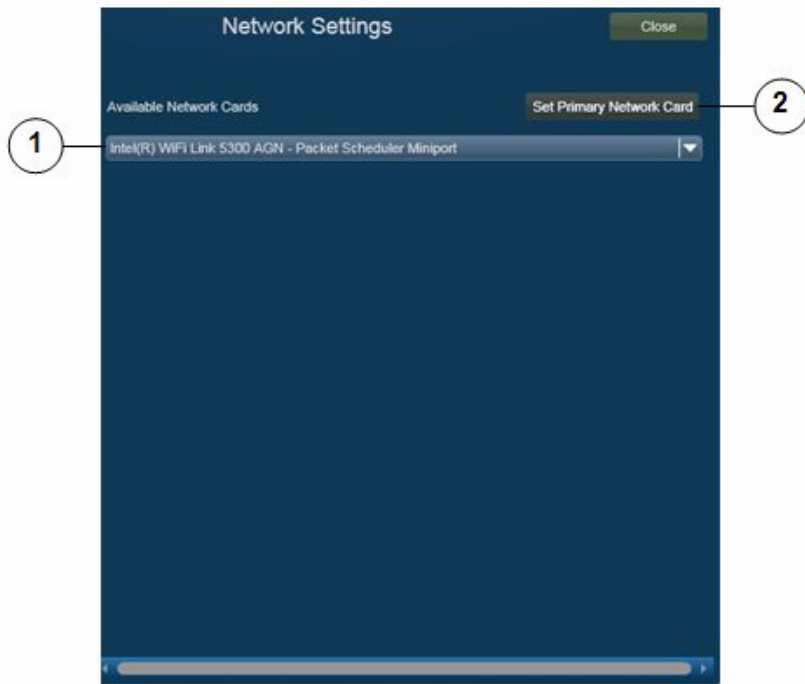 Network Settings
Close
Available Network Cards
Set Primary Network Card
2
1
Intel(R) WiFi Link 5300 AGN - Packet Scheduler Miniport